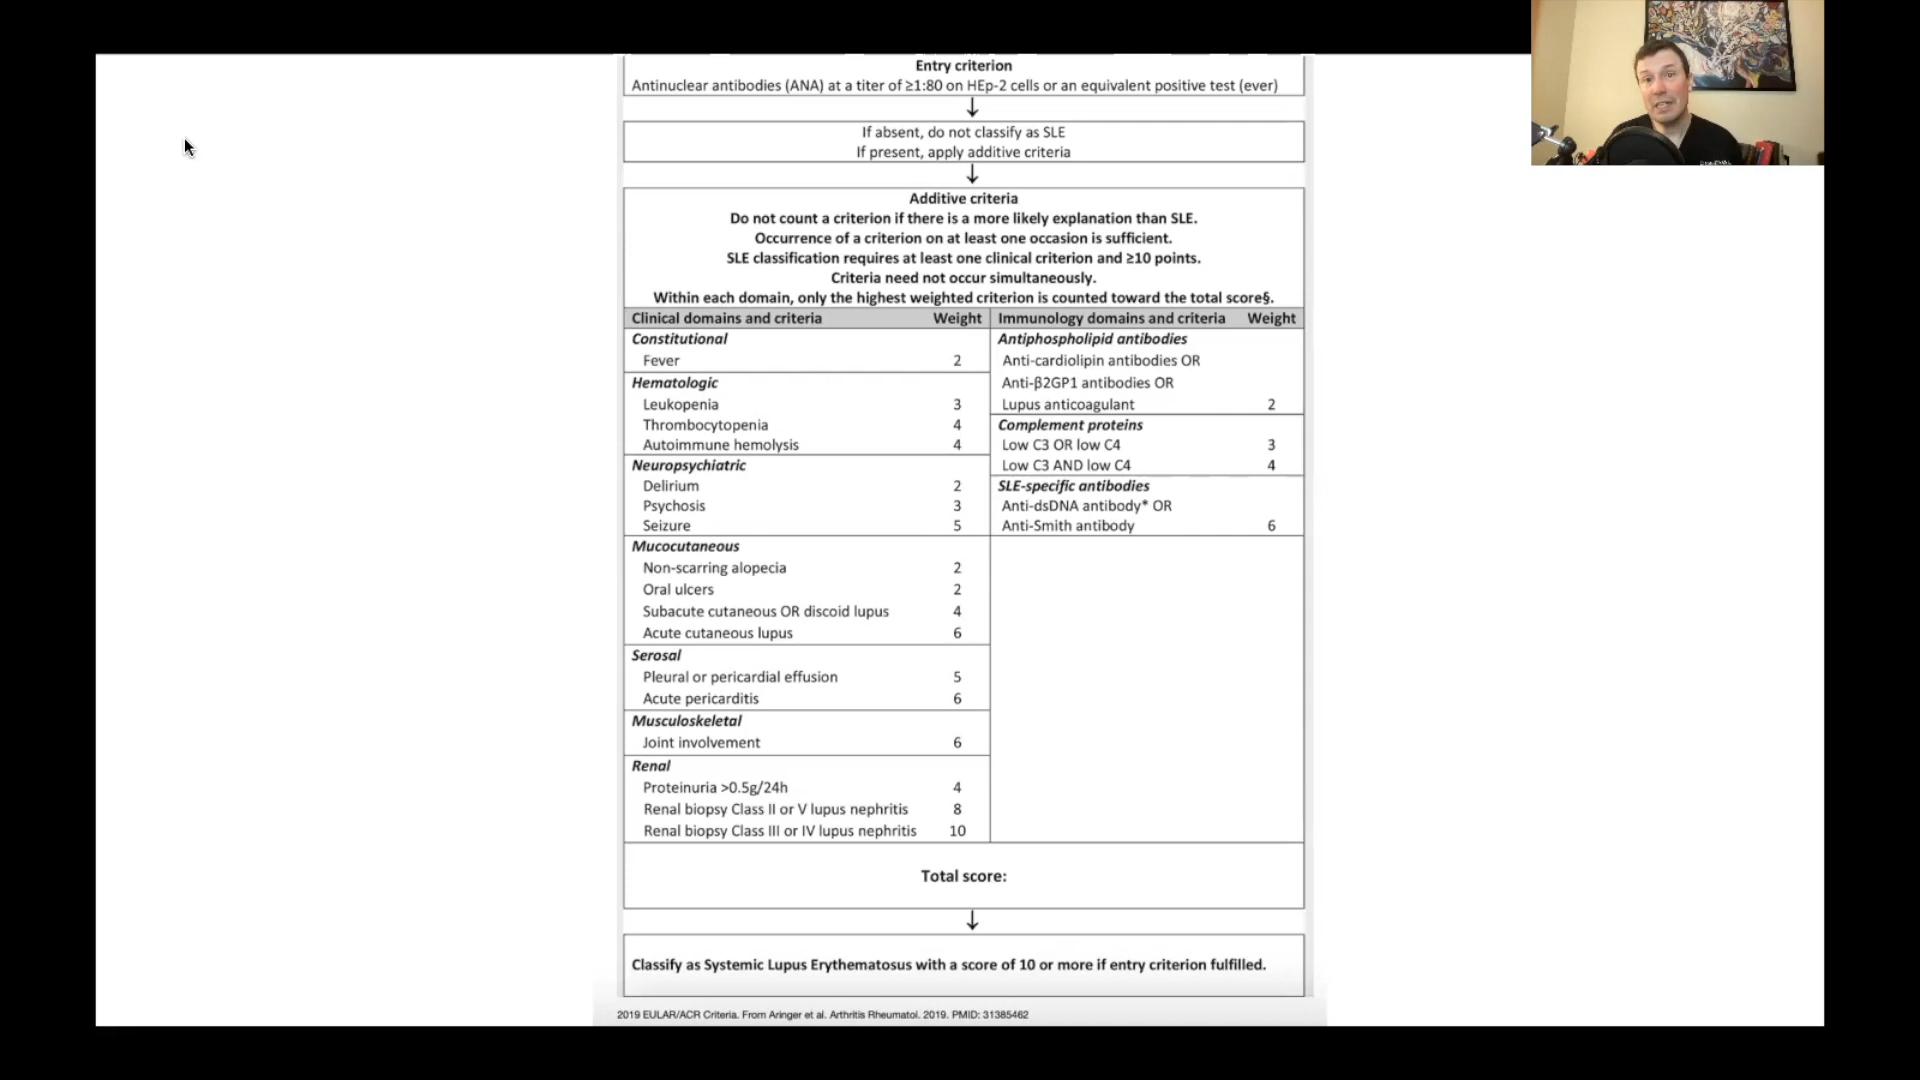 Entry criterion
Antinuclear antibodies (ANA) at a titer of ≥1:80 on HEp-2 cells or an equivalent positive test (ever)
↓
If absent, do not classify as SLE
If present, apply additive criteria
↓
Additive criteria
Do not count a criterion if there is a more likely explanation than SLE.
Occurrence of a criterion on at least one occasion is sufficient.
SLE classification requires at least one clinical criterion and ≥10 points.
Criteria need not occur simultaneously.
Within each domain, only the highest weighted criterion is counted toward the total score§.
Clinical domains and criteria Weight
Constitutional
Fever 2
Hematologic
Leukopenia 3
Thrombocytopenia 4
Autoimmune hemolysis 4
Neuropsychiatric
Delirium 2
Psychosis 3
Seizure 5
Mucocutaneous
Non-scarring alopecia 2
Oral ulcers 2
Subacute cutaneous OR discoid lupus 4
Acute cutaneous lupus 6
Serosal
Pleural or pericardial effusion 5
Acute pericarditis 6
Musculoskeletal
Joint involvement 6
Renal
Proteinuria >0.5g/24h 4
Renal biopsy Class II or V lupus nephritis 8
Renal biopsy Class III or IV lupus nephritis 10
Immunology domains and criteria Weight
Antiphospholipid antibodies
Anti-cardiolipin antibodies OR
Anti-β2GP1 antibodies OR
Lupus anticoagulant 2
Complement proteins
Low C3 OR low C4 3
Low C3 AND low C4 4
SLE-specific antibodies
Anti-dsDNA antibody* OR
Anti-Smith antibody 6
Total score:
↓
Classify as Systemic Lupus Erythematosus with a score of 10 or more if entry criterion fulfilled.
2019 EULAR/ACR Criteria. From Aringer et al. Arthritis Rheumatol. 2019. PMID: 31385462